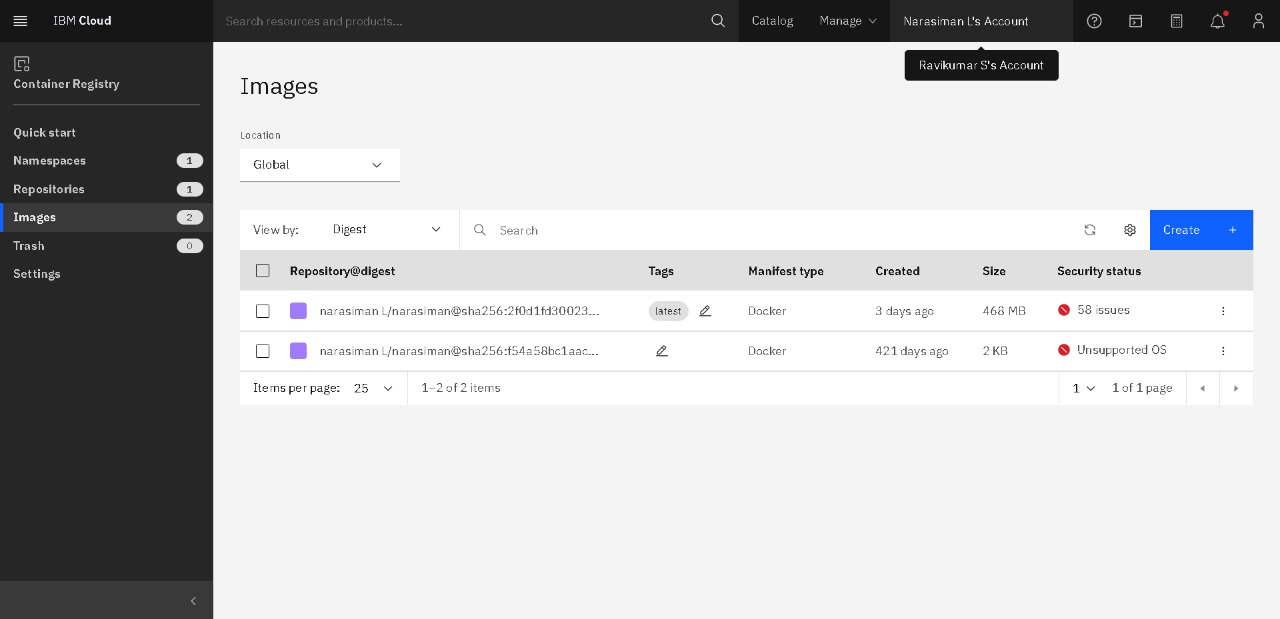 IBM Cloud
Search resources and products...
Catalog
Manage
Narasiman L's Account
Ravikumar S's Account
Container Registry
Quick start
Namespaces 1
Repositories 1
Images 2
Trash 0
Settings
Images
Location
Global
View by: Digest
Search
Create +
Repository@digest Tags Manifest type Created Size Security status
narasiman L/narasiman@sha256:2f0d1fd30023... latest Docker 3 days ago 468 MB 58 issues
narasiman L/narasiman@sha256:f54a58bc1aac... Docker 421 days ago 2 KB Unsupported OS
Items per page: 25 1–2 of 2 items 1 1 of 1 page